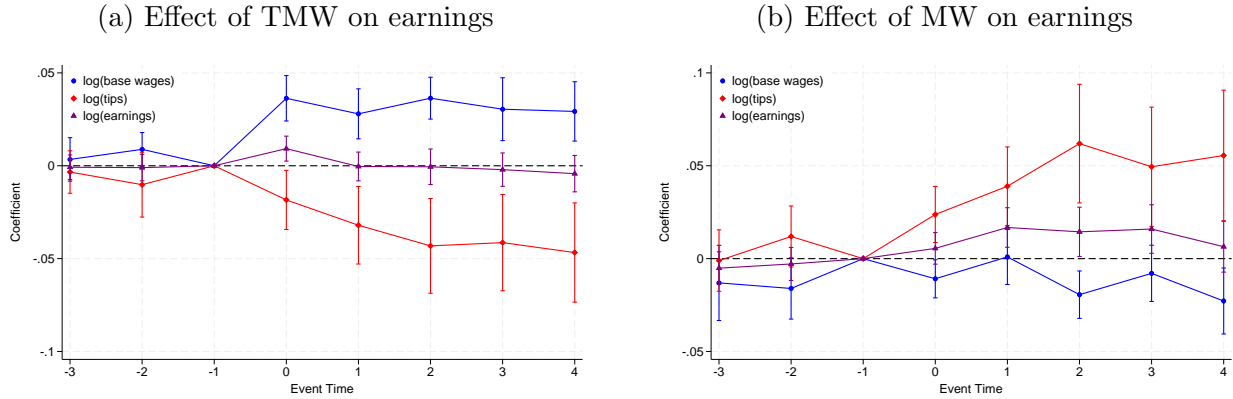 (a) Effect of TMW on earnings
.05
0
-.05
-.1
Coefficient
log(base wages)
log(tips)
log(earnings)
-3 -2 -1 0 1 2 3 4
Event Time
(b) Effect of MW on earnings
.1
.05
0
-.05
Coefficient
log(base wages)
log(tips)
log(earnings)
-3 -2 -1 0 1 2 3 4
Event Time